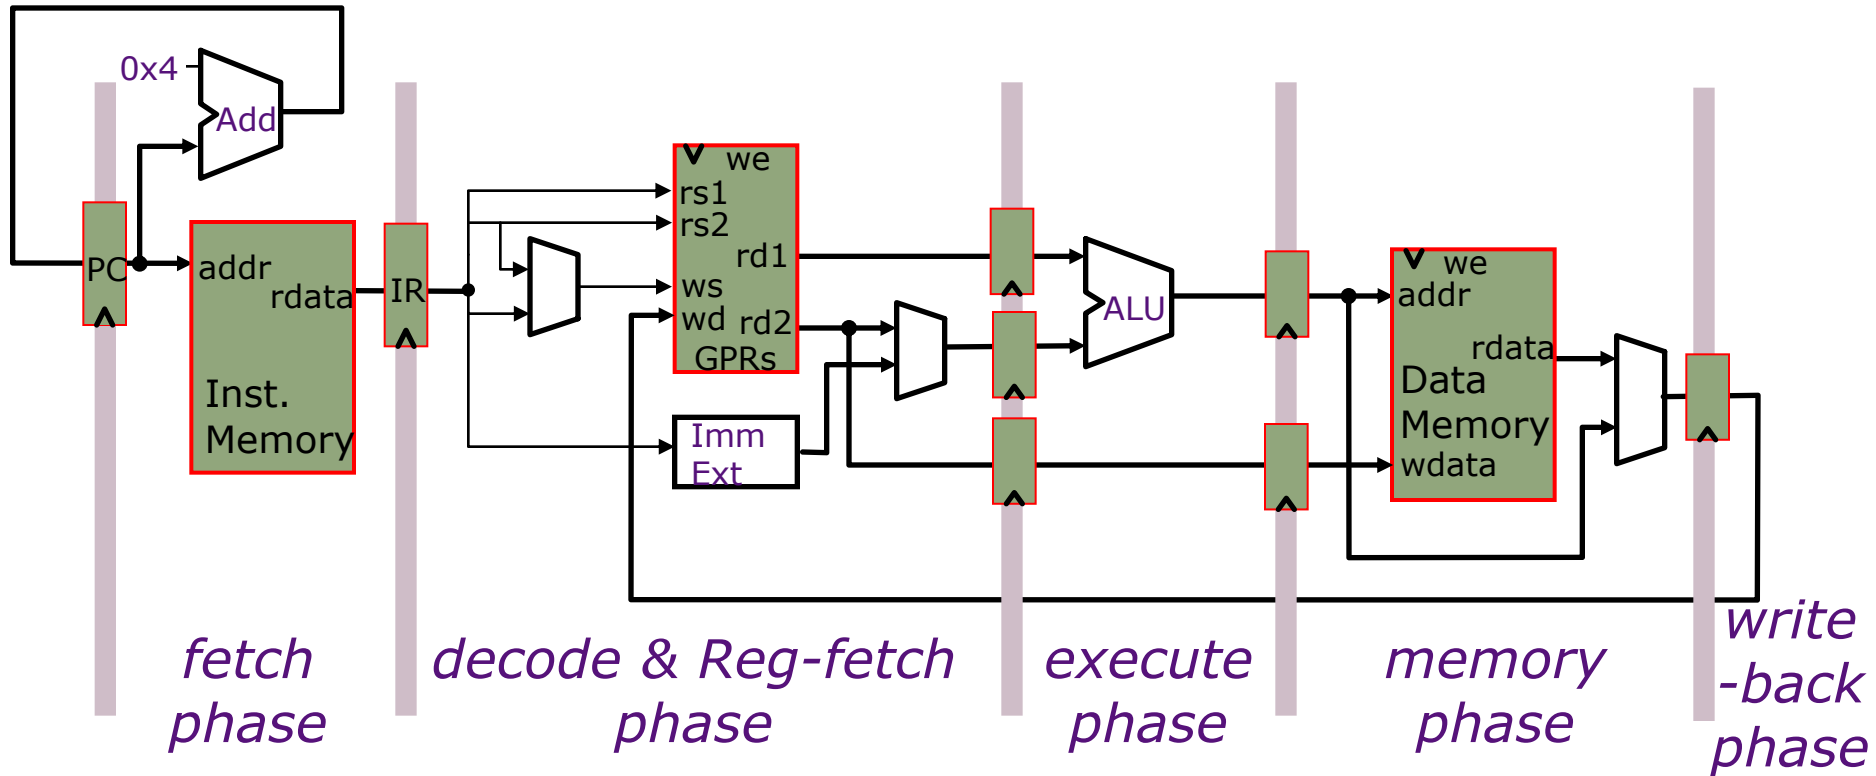 0x4
Add
PC
addr
rdata
Inst.
Memory
IR
we
rs1
rs2
rd1
ws
wd
rd2
GPRs
Imm
Ext
ALU
we
addr
rdata
Data
Memory
wdata
fetch
phase
decode & Reg-fetch
phase
execute
phase
memory
phase
write
-back
phase